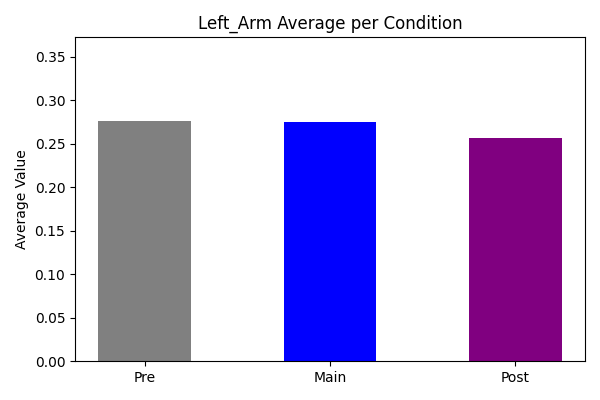 Left_Arm Average per Condition
Average Value
0.35
0.30
0.25
0.20
0.15
0.10
0.05
0.00
Pre
Main
Post